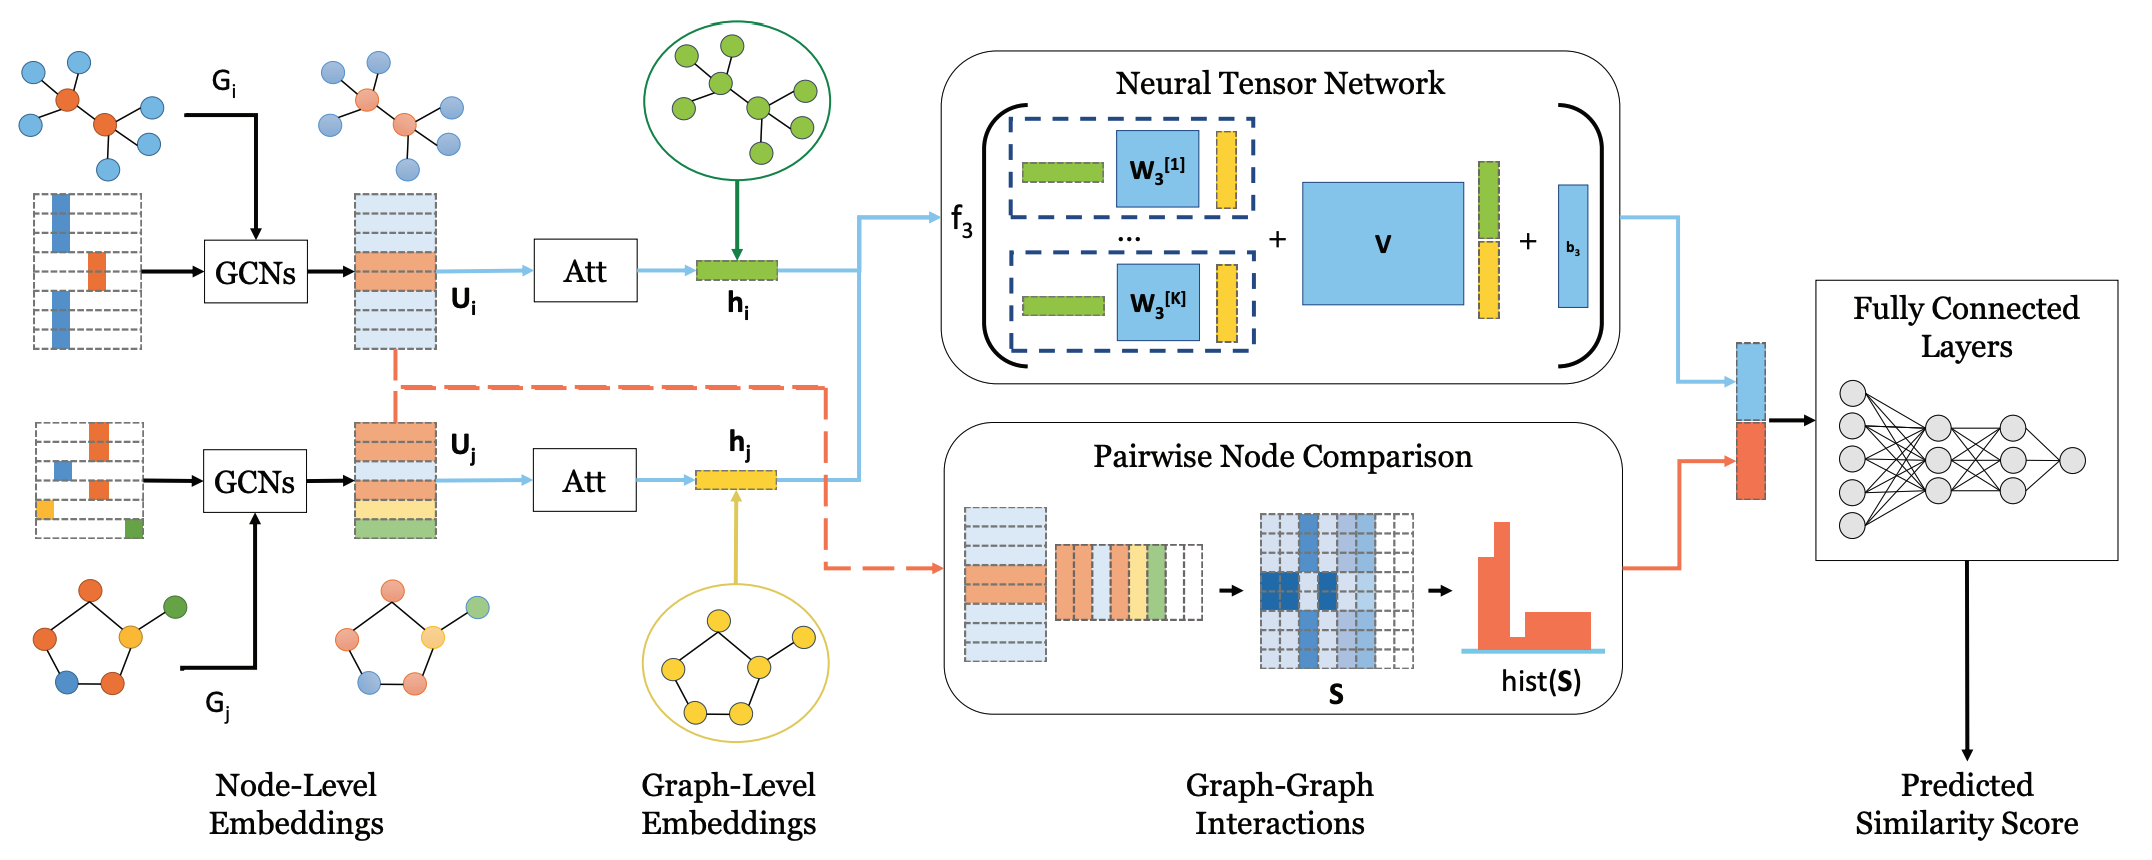 G_i
GCNs
U_i
Att
h_i
G_j
GCNs
U_j
Att
h_j
Neural Tensor Network
f_3
W_3^[1]
...
W_3^[K]
+
V
+
b_3
Pairwise Node Comparison
S
hist(S)
Fully Connected
Layers
Node-Level
Embeddings
Graph-Level
Embeddings
Graph-Graph
Interactions
Predicted
Similarity Score